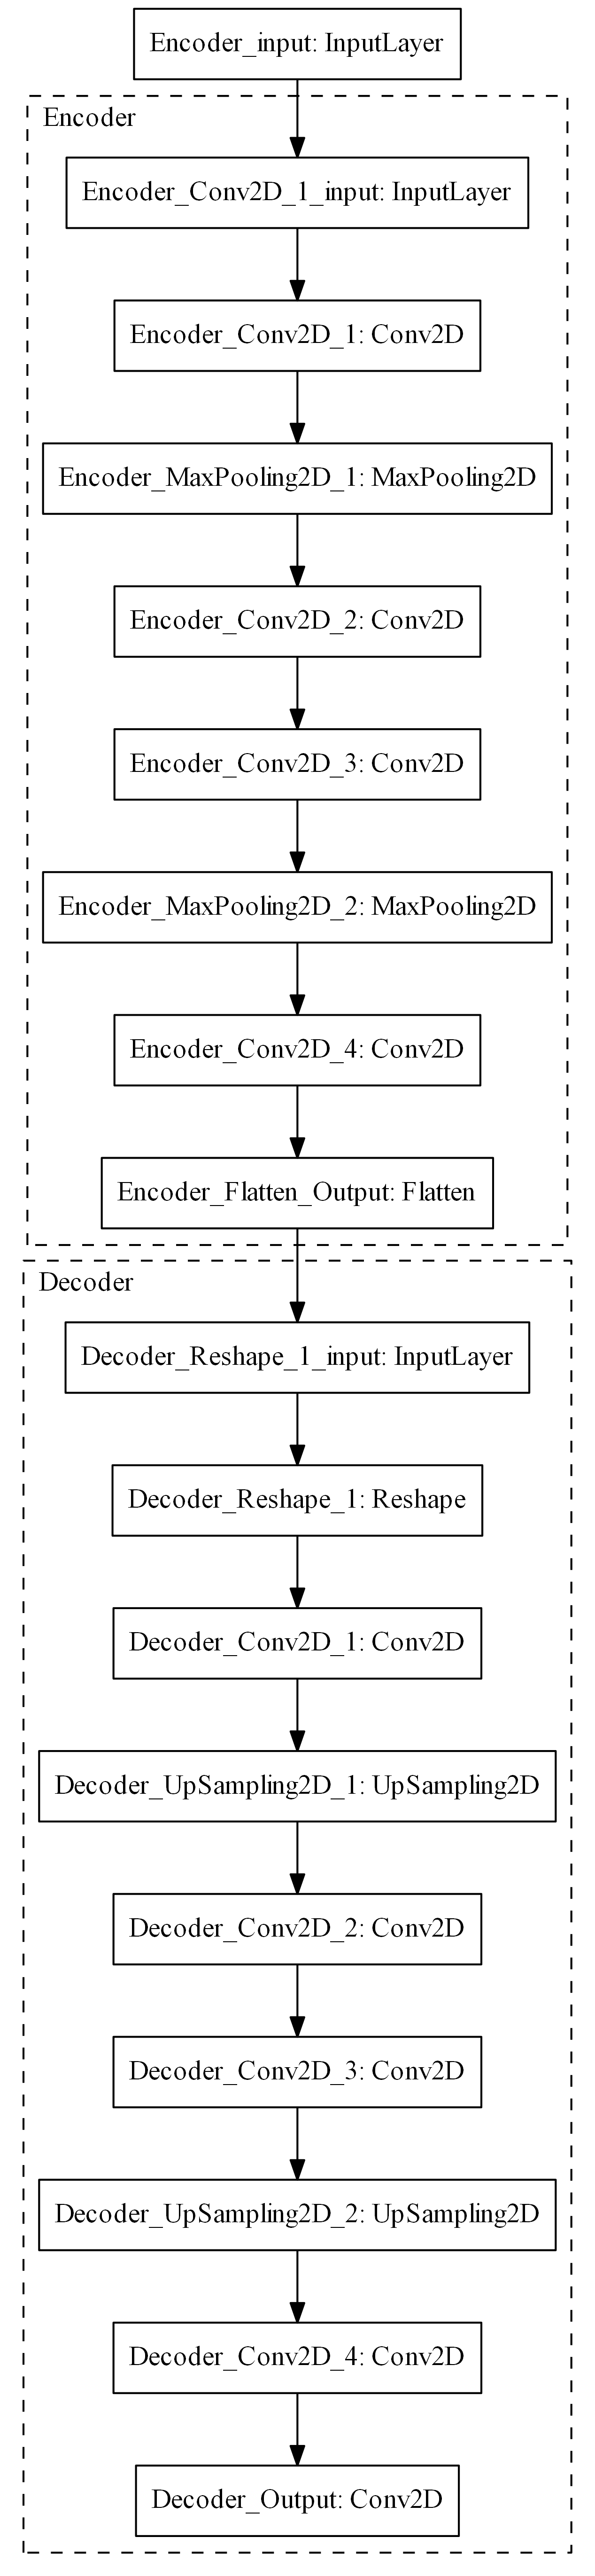 Encoder_input: InputLayer
Encoder
Encoder_Conv2D_1_input: InputLayer
Encoder_Conv2D_1: Conv2D
Encoder_MaxPooling2D_1: MaxPooling2D
Encoder_Conv2D_2: Conv2D
Encoder_Conv2D_3: Conv2D
Encoder_MaxPooling2D_2: MaxPooling2D
Encoder_Conv2D_4: Conv2D
Encoder_Flatten_Output: Flatten
Decoder
Decoder_Reshape_1_input: InputLayer
Decoder_Reshape_1: Reshape
Decoder_Conv2D_1: Conv2D
Decoder_UpSampling2D_1: UpSampling2D
Decoder_Conv2D_2: Conv2D
Decoder_Conv2D_3: Conv2D
Decoder_UpSampling2D_2: UpSampling2D
Decoder_Conv2D_4: Conv2D
Decoder_Output: Conv2D